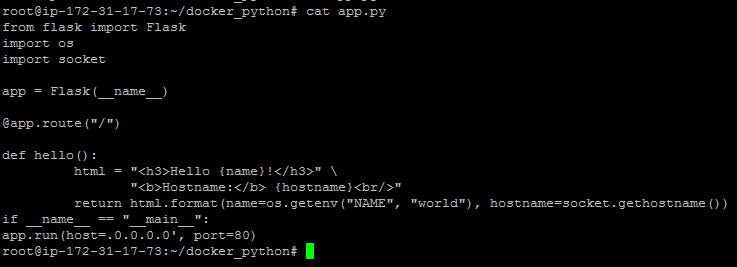 root@ip-172-31-17-73:~/docker_python# cat app.py
from flask import Flask
import os
import socket

app = Flask(__name__)

@app.route("/")

def hello():
        html = "<h3>Hello {name}!</h3>" \
               "<b>Hostname:</b> {hostname}<br/>"
        return html.format(name=os.getenv("NAME", "world"), hostname=socket.gethostname())
if __name__ == "__main__":
app.run(host=.0.0.0.0', port=80)
root@ip-172-31-17-73:~/docker_python#